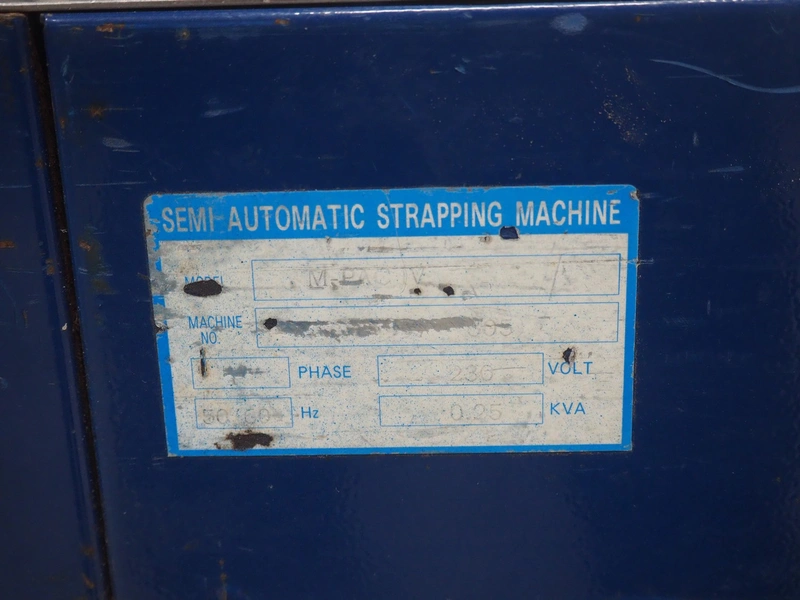 SEMI-AUTOMATIC STRAPPING MACHINE
MODEL
MACHINE NO.
PHASE 230 VOLT
50/60 Hz 0.25 KVA